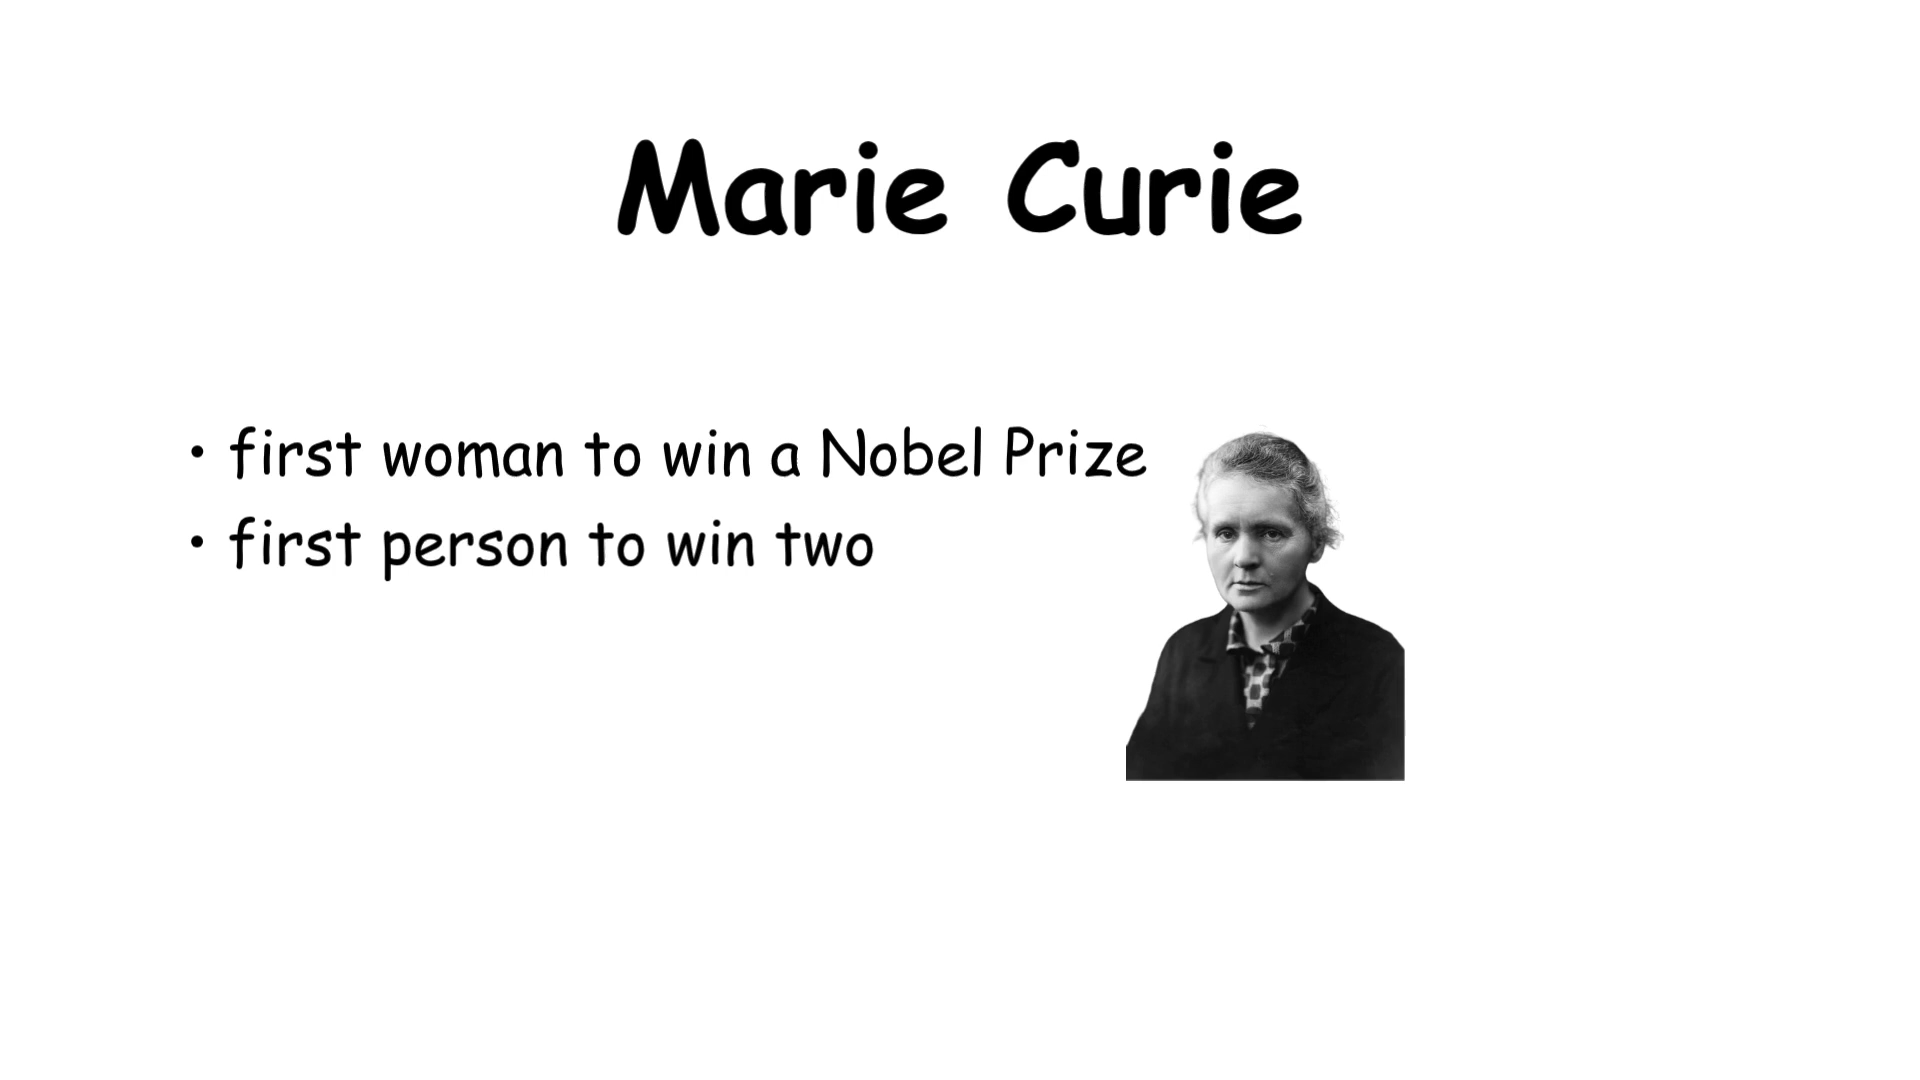 Marie Curie
• first woman to win a Nobel Prize
• first person to win two